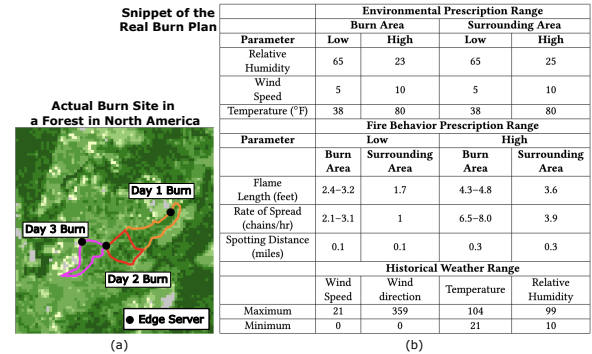 Snippet of the
Real Burn Plan
Actual Burn Site in
a Forest in North America
Day 1 Burn
Day 3 Burn
Day 2 Burn
Edge Server
(a)
Environmental Prescription Range
Burn Area Surrounding Area
Parameter Low High Low High
Relative
Humidity 65 23 65 25
Wind
Speed 5 10 5 10
Temperature (°F) 38 80 38 80
Fire Behavior Prescription Range
Parameter Low High
Burn Surrounding Burn Surrounding
Area Area Area Area
Flame
Length (feet) 2.4–3.2 1.7 4.3–4.8 3.6
Rate of Spread
(chains/hr) 2.1–3.1 1 6.5–8.0 3.9
Spotting Distance
(miles) 0.1 0.1 0.3 0.3
Historical Weather Range
Wind Wind Temperature Relative
Speed direction Humidity
Maximum 21 359 104 99
Minimum 0 0 21 10
(b)